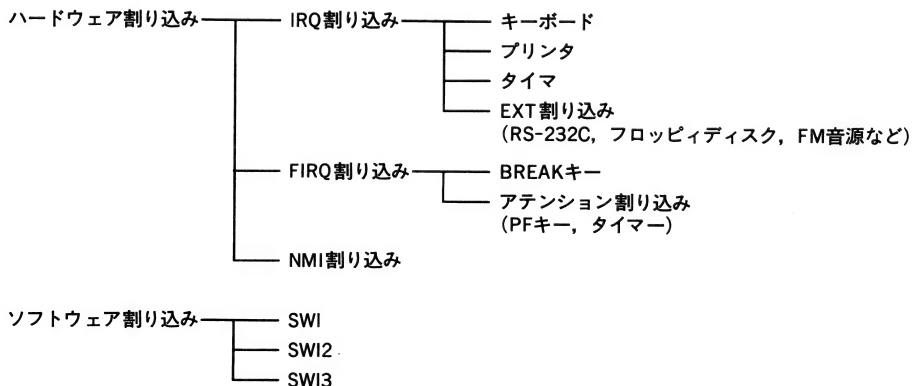 ハードウェア割り込み IRQ割り込み キーボード
プリンタ
タイマ
EXT割り込み
(RS-232C, フロッピィディスク, FM音源など)
FIRQ割り込み BREAKキー
アテンション割り込み
(PFキー, タイマー)
NMI割り込み
ソフトウェア割り込み SWI
SWI2
SWI3